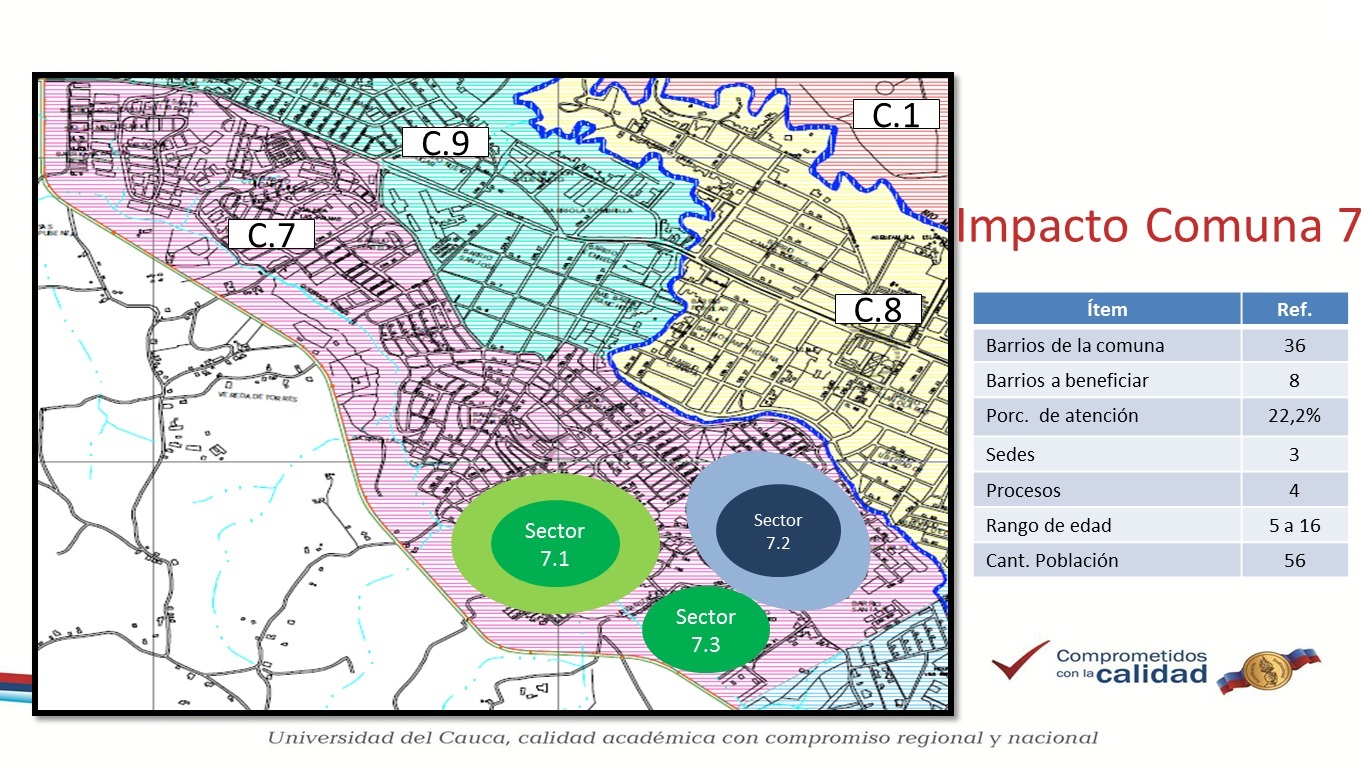 C.1
C.9
C.7
C.8
VEREDA DE TORRES
Sector
7.1
Sector
7.2
Sector
7.3
Impacto Comuna 7
Ítem Ref.
Barrios de la comuna 36
Barrios a beneficiar 8
Porc. de atención 22,2%
Sedes 3
Procesos 4
Rango de edad 5 a 16
Cant. Población 56
Comprometidos
con la calidad
Universidad del Cauca, calidad académica con compromiso regional y nacional